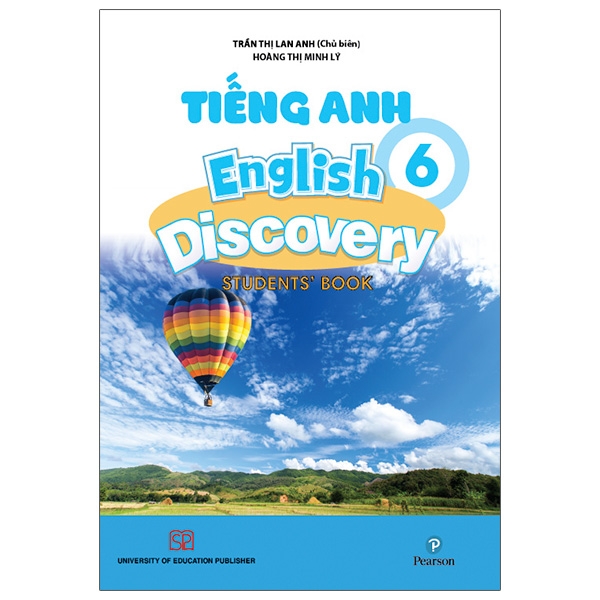 TRẦN THỊ LAN ANH (Chủ biên)
HOÀNG THỊ MINH LÝ
TIẾNG ANH
6
English
Discovery
STUDENTS' BOOK
SP
UNIVERSITY OF EDUCATION PUBLISHER
P
Pearson